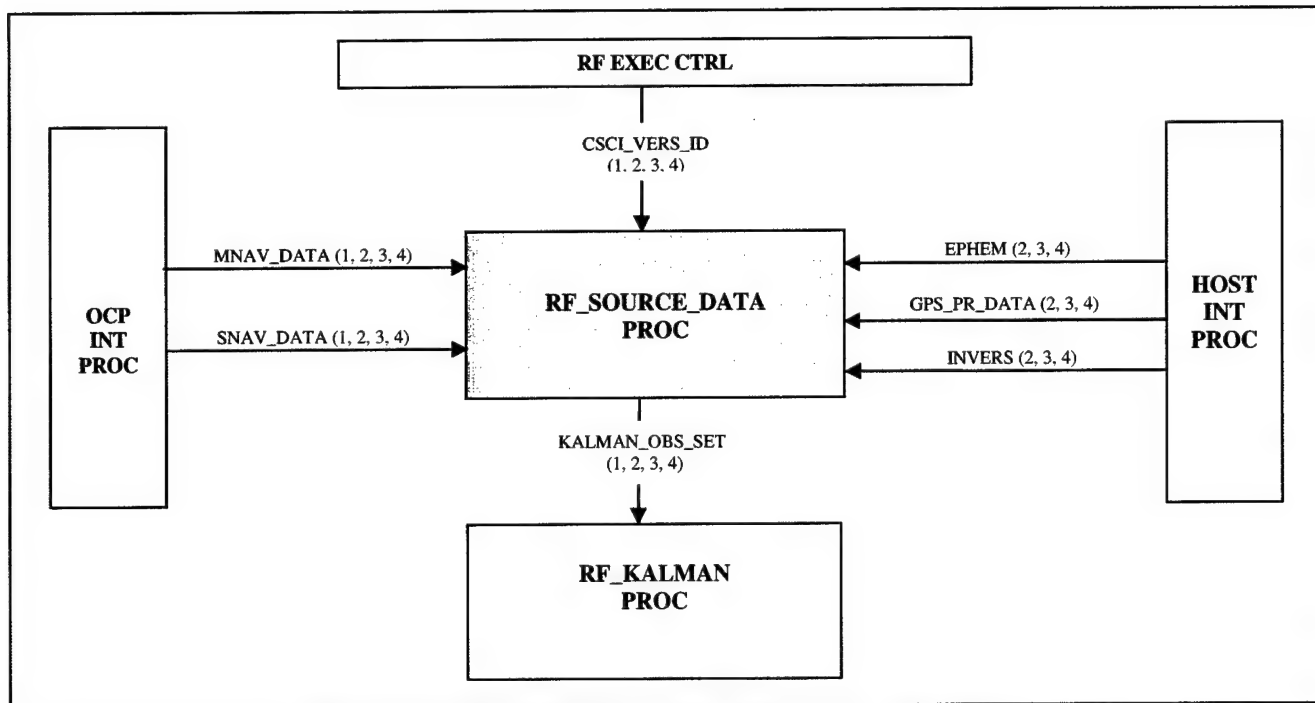 RF EXEC CTRL
CSCI_VERS_ID
(1, 2, 3, 4)
MNAV_DATA (1, 2, 3, 4)
SNAV_DATA (1, 2, 3, 4)
OCP
INT
PROC
RF_SOURCE_DATA
PROC
EPHEM (2, 3, 4)
GPS_PR_DATA (2, 3, 4)
INVERS (2, 3, 4)
HOST
INT
PROC
KALMAN_OBS_SET
(1, 2, 3, 4)
RF_KALMAN
PROC